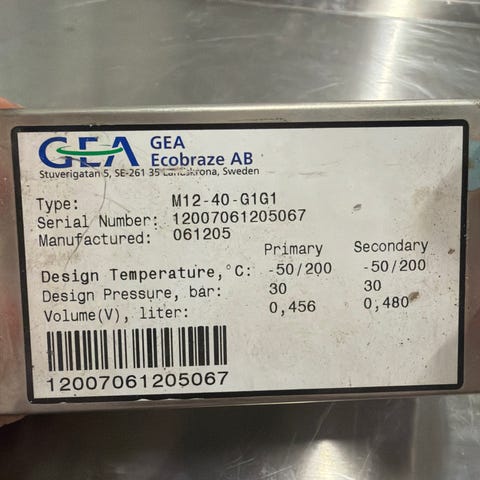 GEA
GEA
Ecobraze AB
Stuverigatan 5, SE-261 35 Landskrona, Sweden
Type: M12-40-G1G1
Serial Number: 12007061205067
Manufactured: 061205
Primary Secondary
Design Temperature,°C: -50/200 -50/200
Design Pressure, bar: 30 30
Volume(V), liter: 0,456 0,480
12007061205067